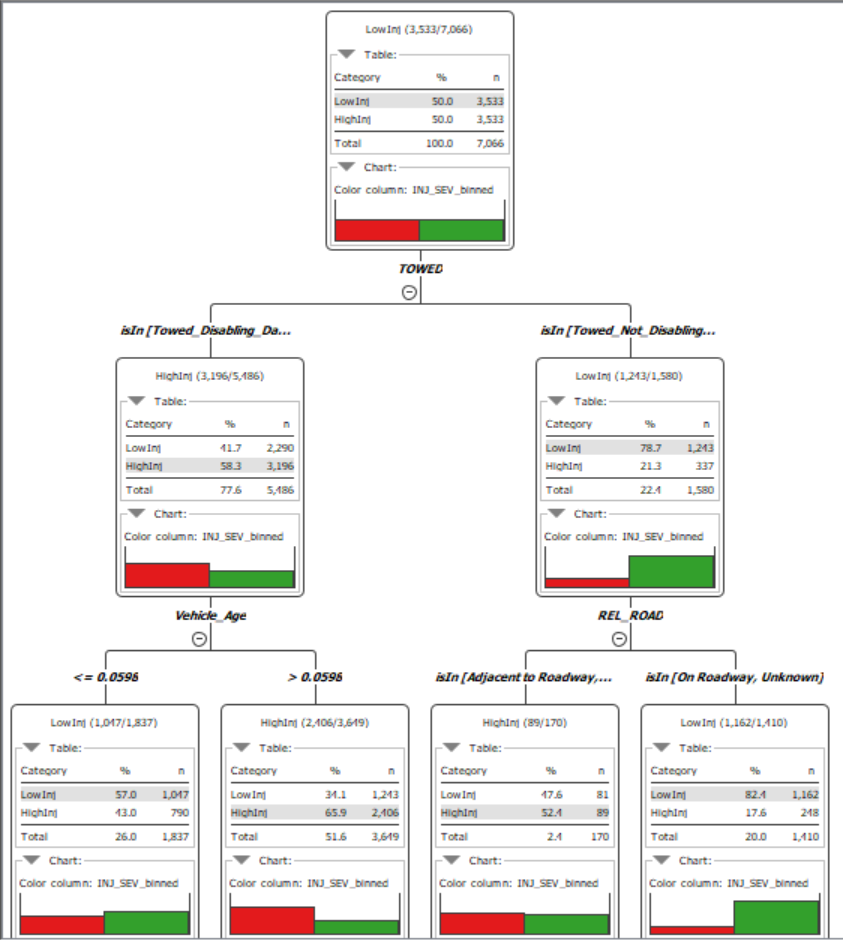 LowInj (3,533/7,066)
Table:
Category % n
LowInj 50.0 3,533
HighInj 50.0 3,533
Total 100.0 7,066
Chart:
Color column: INJ_SEV_binned
TOWED
isIn [Towed_Disabling_Da...
isIn [Towed_Not_Disabling...
HighInj (3,196/5,486)
Table:
Category % n
LowInj 41.7 2,290
HighInj 58.3 3,196
Total 77.6 5,486
Chart:
Color column: INJ_SEV_binned
Vehicle_Age
LowInj (1,243/1,580)
Table:
Category % n
LowInj 78.7 1,243
HighInj 21.3 337
Total 22.4 1,580
Chart:
Color column: INJ_SEV_binned
REL_ROAD
<= 0.0598
> 0.0598
isIn [Adjacent to Roadway,...
isIn [On Roadway, Unknown]
LowInj (1,047/1,837)
Table:
Category % n
LowInj 57.0 1,047
HighInj 43.0 790
Total 26.0 1,837
Chart:
Color column: INJ_SEV_binned
HighInj (2,406/3,649)
Table:
Category % n
LowInj 34.1 1,243
HighInj 65.9 2,406
Total 51.6 3,649
Chart:
Color column: INJ_SEV_binned
HighInj (89/170)
Table:
Category % n
LowInj 47.6 81
HighInj 52.4 89
Total 2.4 170
Chart:
Color column: INJ_SEV_binned
LowInj (1,162/1,410)
Table:
Category % n
LowInj 82.4 1,162
HighInj 17.6 248
Total 20.0 1,410
Chart:
Color column: INJ_SEV_binned